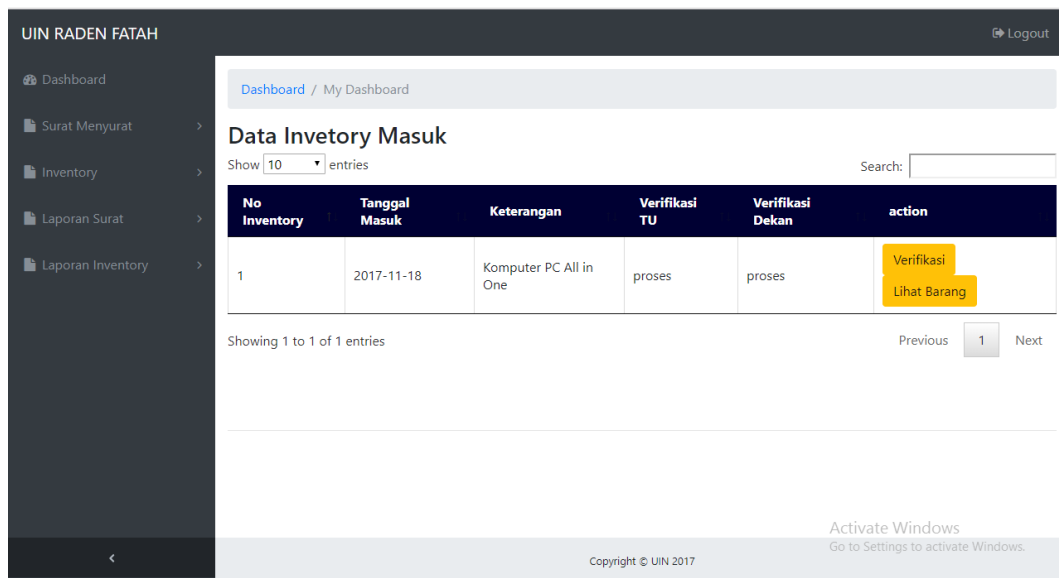 UIN RADEN FATAH
Logout
Dashboard
Surat Menyurat
Inventory
Laporan Surat
Laporan Inventory
Dashboard / My Dashboard
Data Invetory Masuk
Show 10 entries
Search:
No Inventory Tanggal Masuk Keterangan Verifikasi TU Verifikasi Dekan action
1 2017-11-18 Komputer PC All in One proses proses Verifikasi
Lihat Barang
Showing 1 to 1 of 1 entries
Previous 1 Next
Activate Windows
Go to Settings to activate Windows.
Copyright © UIN 2017